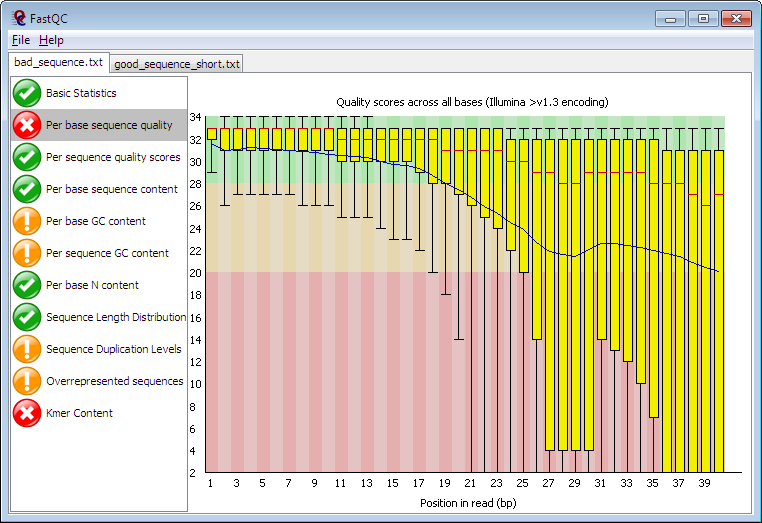 FastQC
File Help
bad_sequence.txt good_sequence_short.txt
Basic Statistics
Per base sequence quality
Per sequence quality scores
Per base sequence content
Per base GC content
Per sequence GC content
Per base N content
Sequence Length Distribution
Sequence Duplication Levels
Overrepresented sequences
Kmer Content
Quality scores across all bases (Illumina >v1.3 encoding)
34
32
30
28
26
24
22
20
18
16
14
12
10
8
6
4
2
1 3 5 7 9 11 13 15 17 19 21 23 25 27 29 31 33 35 37 39
Position in read (bp)